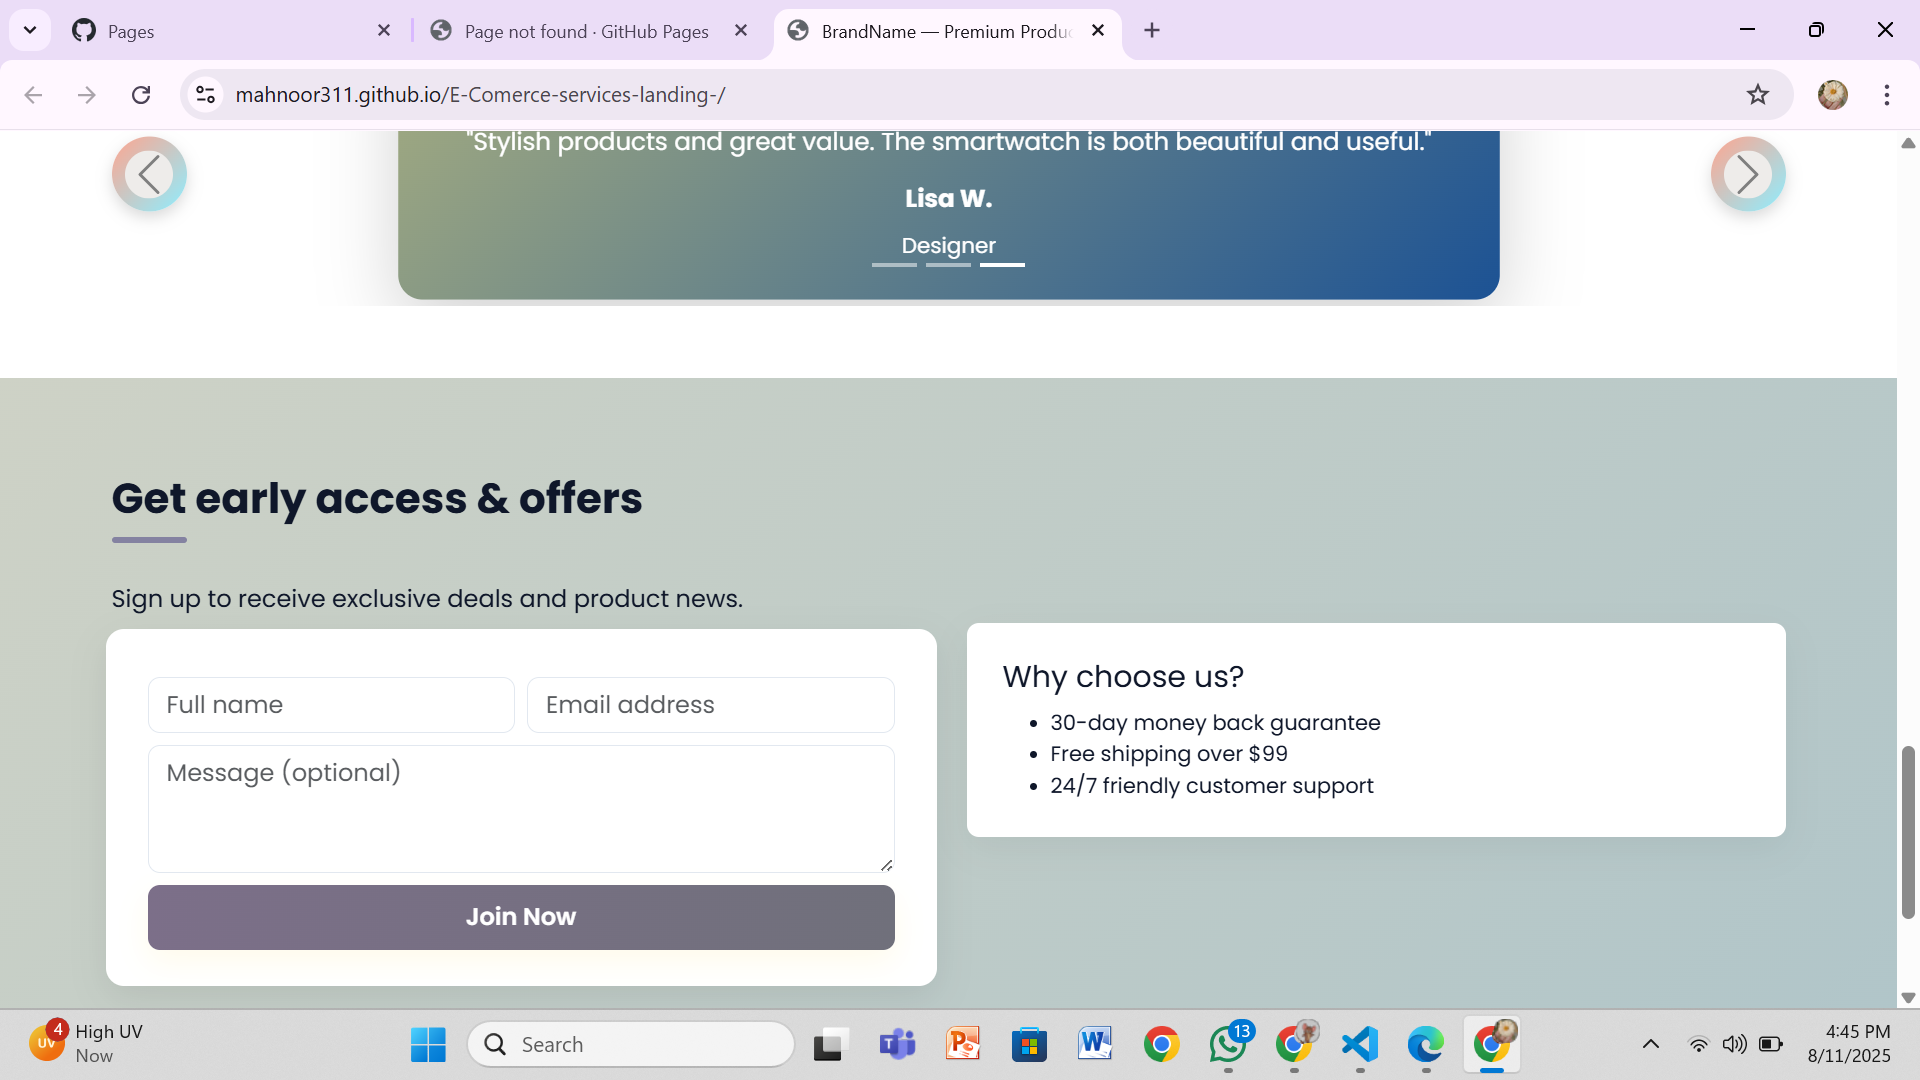 Pages
Page not found · GitHub Pages
BrandName — Premium Produ
mahnoor311.github.io/E-Comerce-services-landing-/
"Stylish products and great value. The smartwatch is both beautiful and useful."
Lisa W.
Designer
Get early access & offers
Sign up to receive exclusive deals and product news.
Full name
Email address
Message (optional)
Join Now
Why choose us?
• 30-day money back guarantee
• Free shipping over $99
• 24/7 friendly customer support
UV
4
High UV
Now
Search
13
4:45 PM
8/11/2025